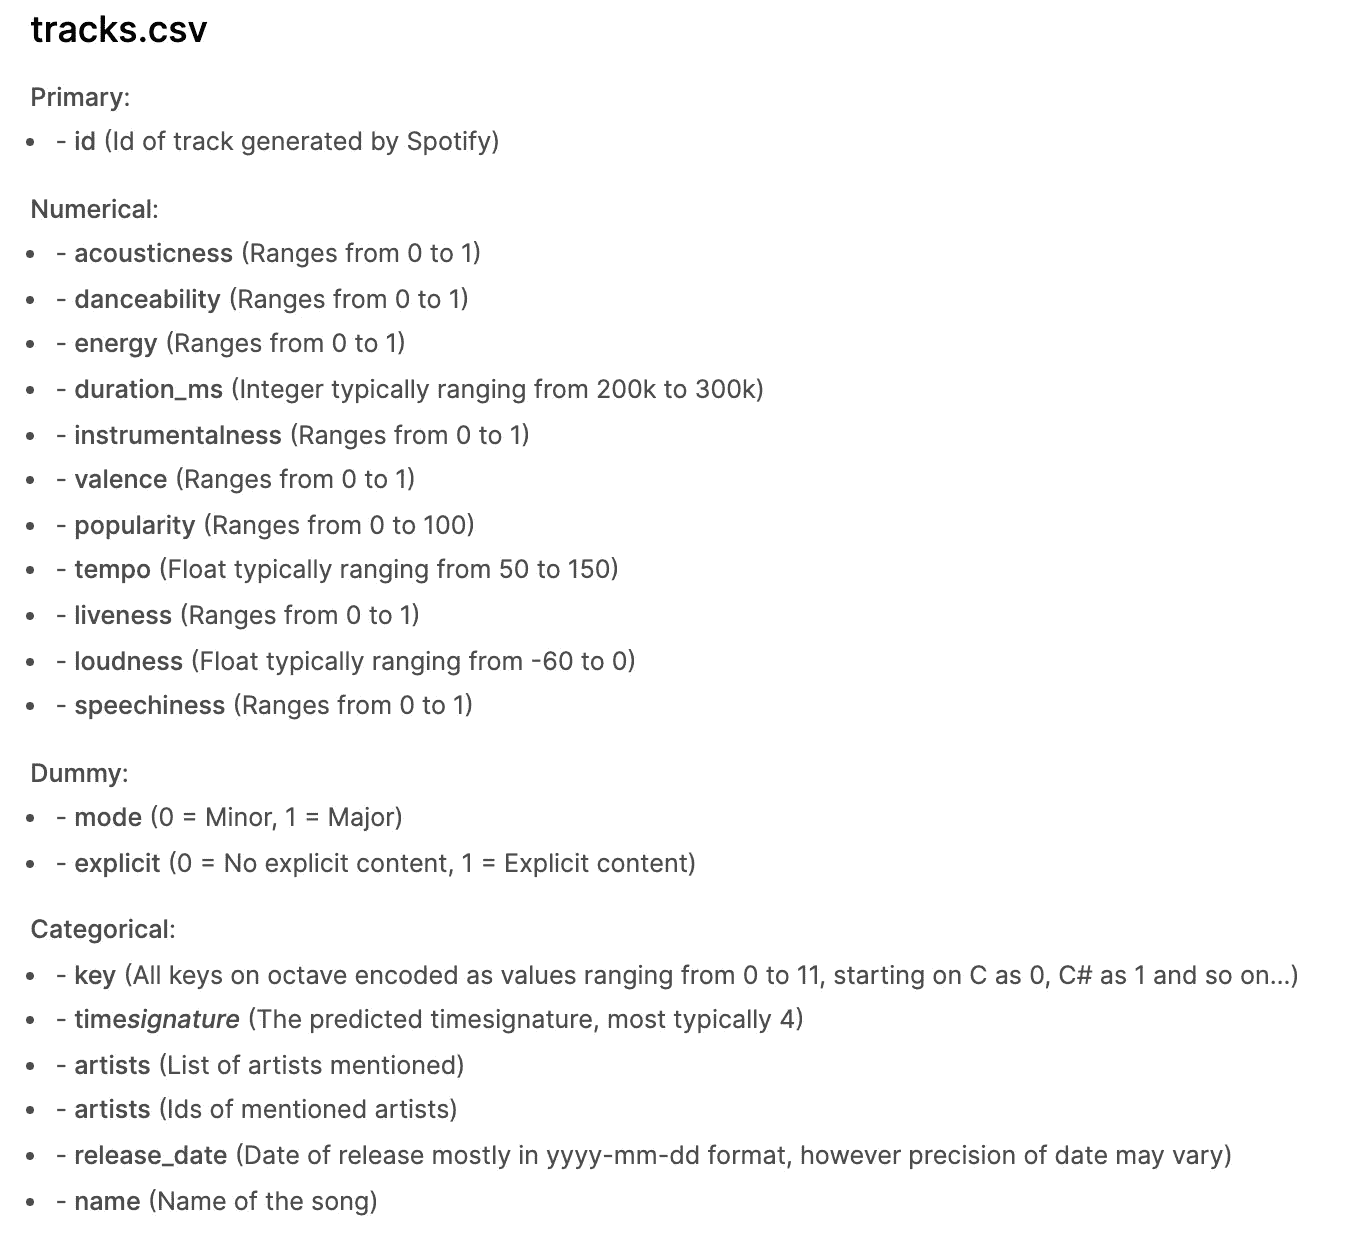 tracks.csv
Primary:
• - id (Id of track generated by Spotify)
Numerical:
• - acousticness (Ranges from 0 to 1)
• - danceability (Ranges from 0 to 1)
• - energy (Ranges from 0 to 1)
• - duration_ms (Integer typically ranging from 200k to 300k)
• - instrumentalness (Ranges from 0 to 1)
• - valence (Ranges from 0 to 1)
• - popularity (Ranges from 0 to 100)
• - tempo (Float typically ranging from 50 to 150)
• - liveness (Ranges from 0 to 1)
• - loudness (Float typically ranging from -60 to 0)
• - speechiness (Ranges from 0 to 1)
Dummy:
• - mode (0 = Minor, 1 = Major)
• - explicit (0 = No explicit content, 1 = Explicit content)
Categorical:
• - key (All keys on octave encoded as values ranging from 0 to 11, starting on C as 0, C# as 1 and so on...)
• - timesignature (The predicted timesignature, most typically 4)
• - artists (List of artists mentioned)
• - artists (Ids of mentioned artists)
• - release_date (Date of release mostly in yyyy-mm-dd format, however precision of date may vary)
• - name (Name of the song)